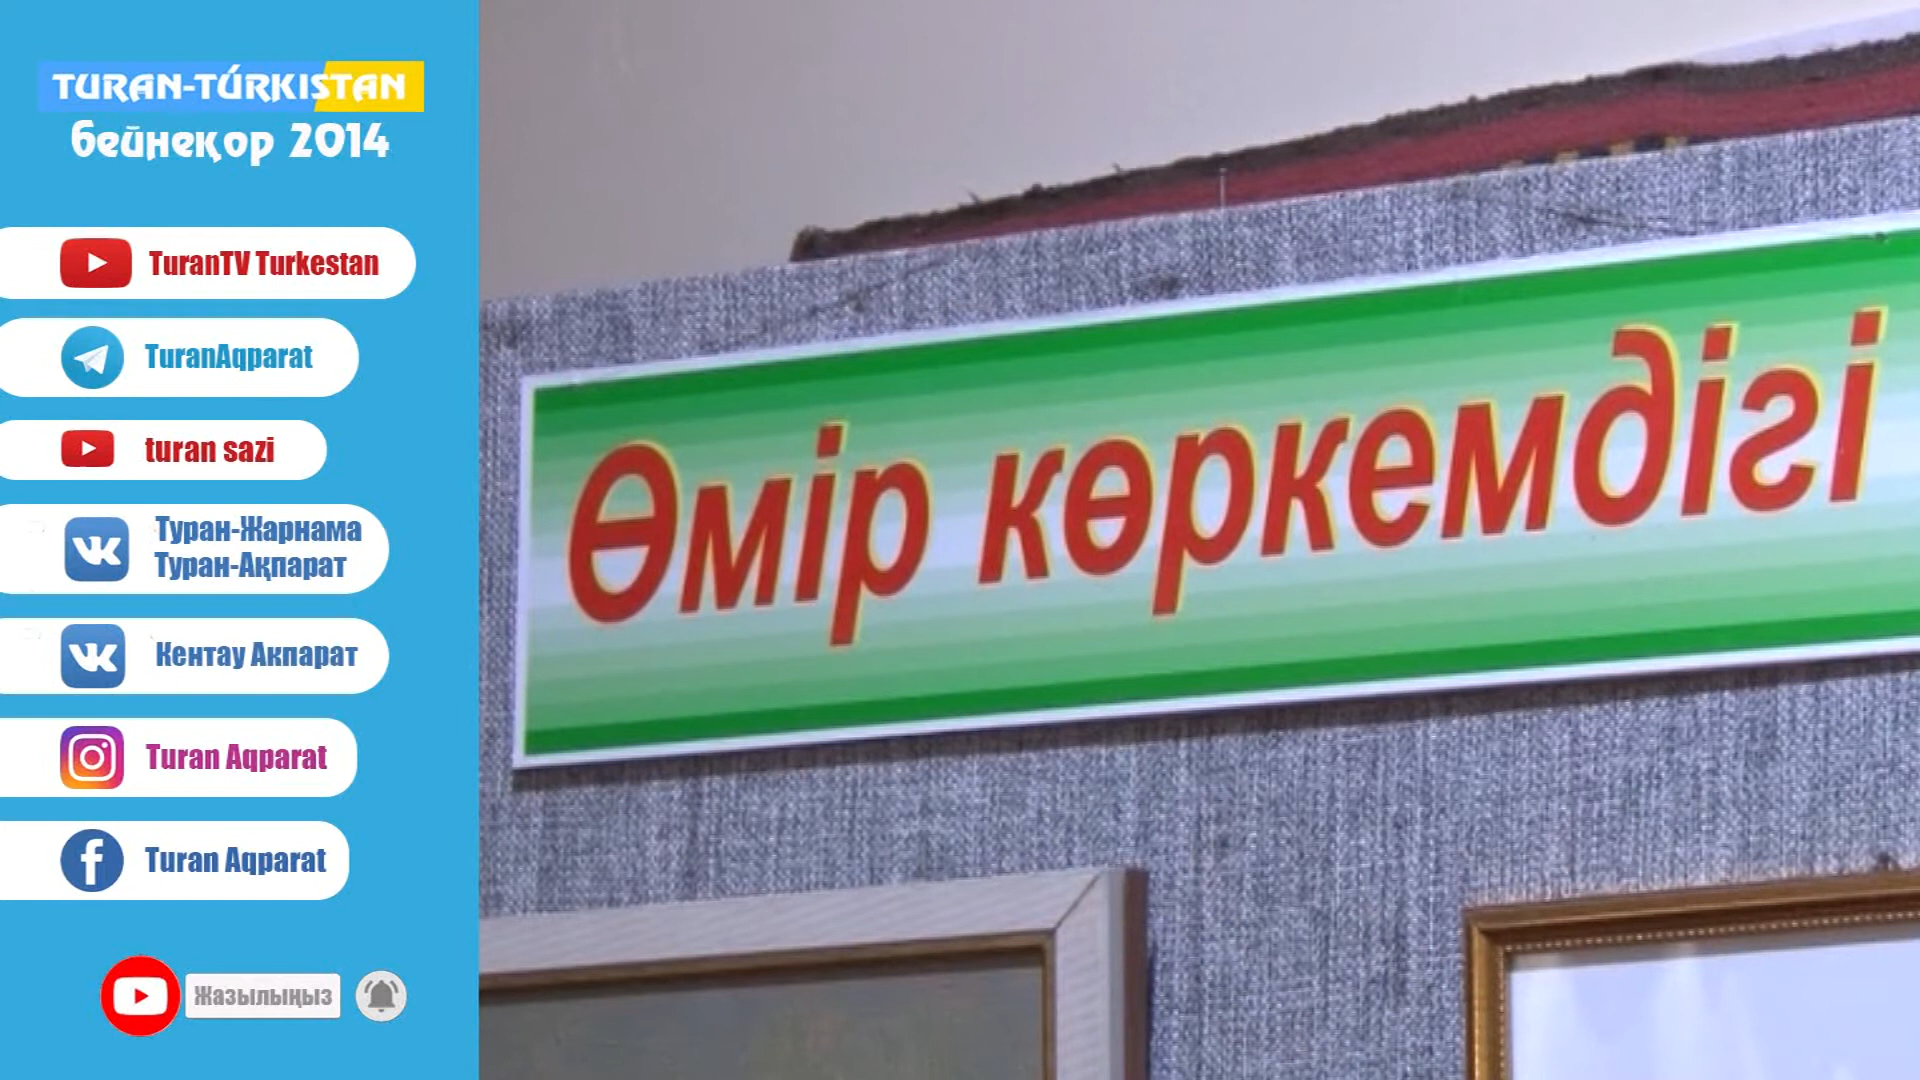 TURAN-TÚRKISTAN
бейнеқор 2014
TuranTV Turkestan
TuranAqparat
turan sazi
Туран-Жарнама
Туран-Ақпарат
Кентау Акпарат
Turan Aqparat
Turan Aqparat
Жазылыңыз
Өмір көркемдігі